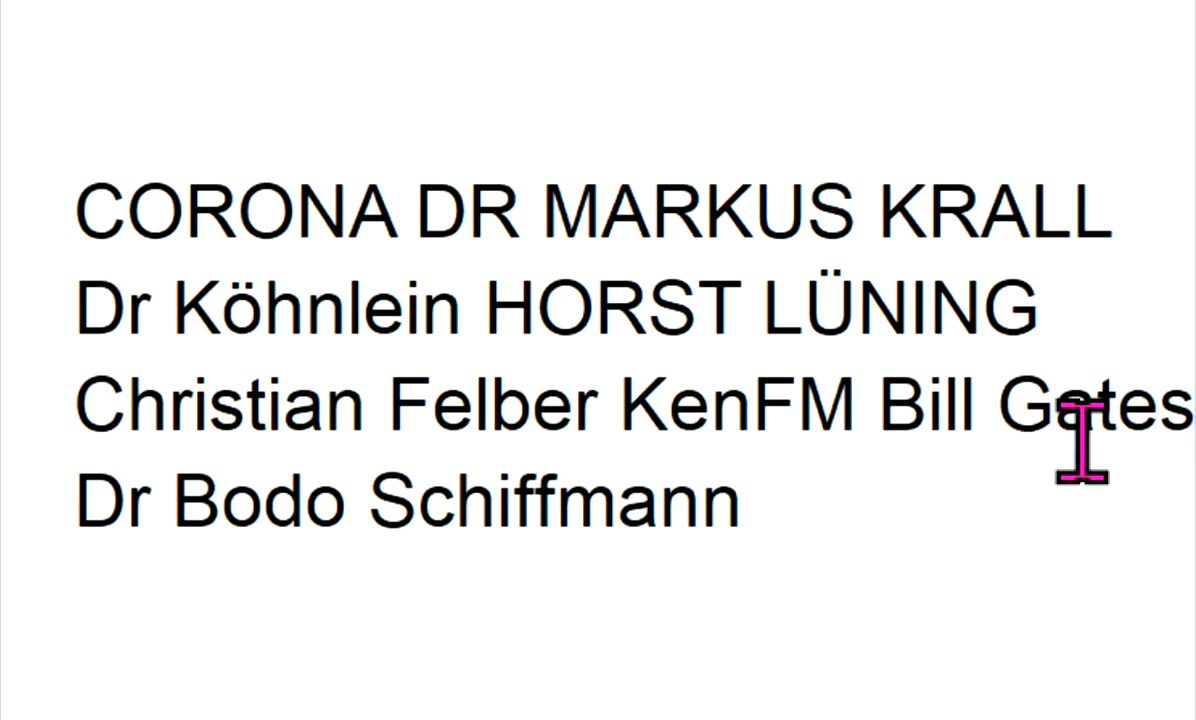 CORONA DR MARKUS KRALL
Dr Köhnlein HORST LÜNING
Christian Felber KenFM Bill Gates
Dr Bodo Schiffmann